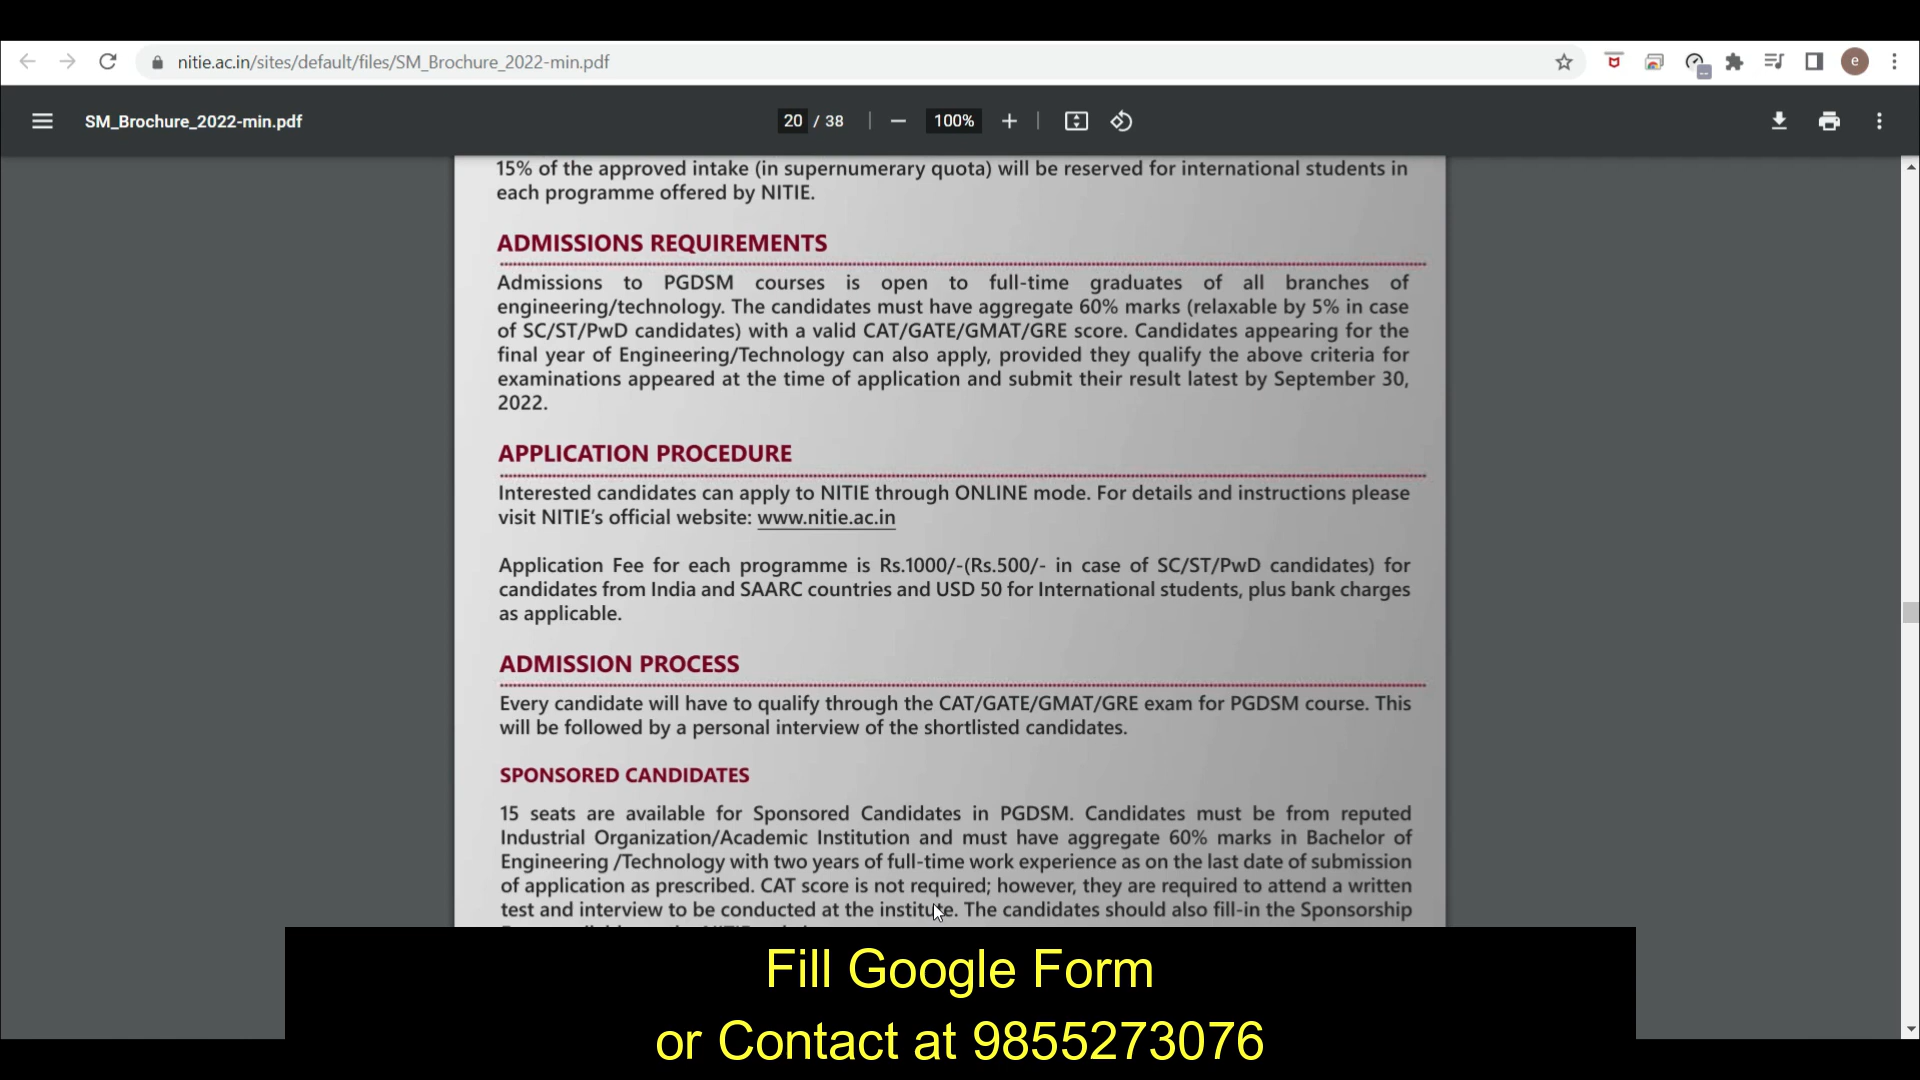 nitie.ac.in/sites/default/files/SM_Brochure_2022-min.pdf
e
SM_Brochure_2022-min.pdf
20 / 38
100%
15% of the approved intake (in supernumerary quota) will be reserved for international students in
each programme offered by NITIE.
ADMISSIONS REQUIREMENTS
Admissions to PGDSM courses is open to full-time graduates of all branches of
engineering/technology. The candidates must have aggregate 60% marks (relaxable by 5% in case
of SC/ST/PwD candidates) with a valid CAT/GATE/GMAT/GRE score. Candidates appearing for the
final year of Engineering/Technology can also apply, provided they qualify the above criteria for
examinations appeared at the time of application and submit their result latest by September 30,
2022.
APPLICATION PROCEDURE
Interested candidates can apply to NITIE through ONLINE mode. For details and instructions please
visit NITIE’s official website: www.nitie.ac.in
Application Fee for each programme is Rs.1000/-(Rs.500/- in case of SC/ST/PwD candidates) for
candidates from India and SAARC countries and USD 50 for International students, plus bank charges
as applicable.
ADMISSION PROCESS
Every candidate will have to qualify through the CAT/GATE/GMAT/GRE exam for PGDSM course. This
will be followed by a personal interview of the shortlisted candidates.
SPONSORED CANDIDATES
15 seats are available for Sponsored Candidates in PGDSM. Candidates must be from reputed
Industrial Organization/Academic Institution and must have aggregate 60% marks in Bachelor of
Engineering /Technology with two years of full-time work experience as on the last date of submission
of application as prescribed. CAT score is not required; however, they are required to attend a written
test and interview to be conducted at the institute. The candidates should also fill-in the Sponsorship
Fill Google Form
or Contact at 9855273076